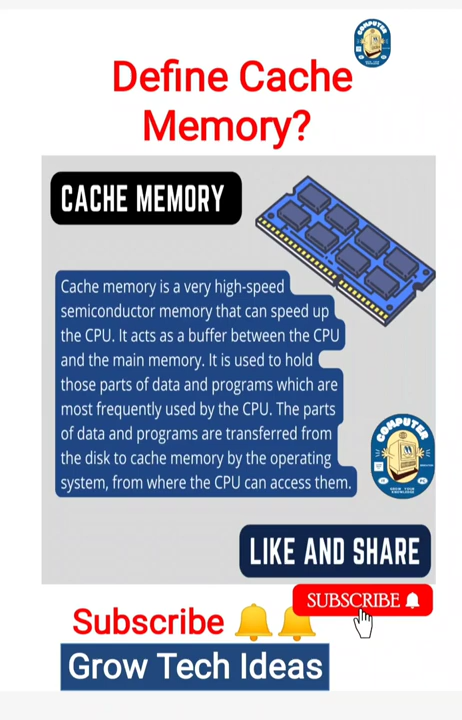 COMPUTER
Define Cache
Memory?
CACHE MEMORY
Cache memory is a very high-speed
semiconductor memory that can speed up
the CPU. It acts as a buffer between the CPU
and the main memory. It is used to hold
those parts of data and programs which are
most frequently used by the CPU. The parts
of data and programs are transferred from
the disk to cache memory by the operating
system, from where the CPU can access them.
COMPUTER
LIKE AND SHARE
SUBSCRIBE
Subscribe 🔔🔔
Grow Tech Ideas